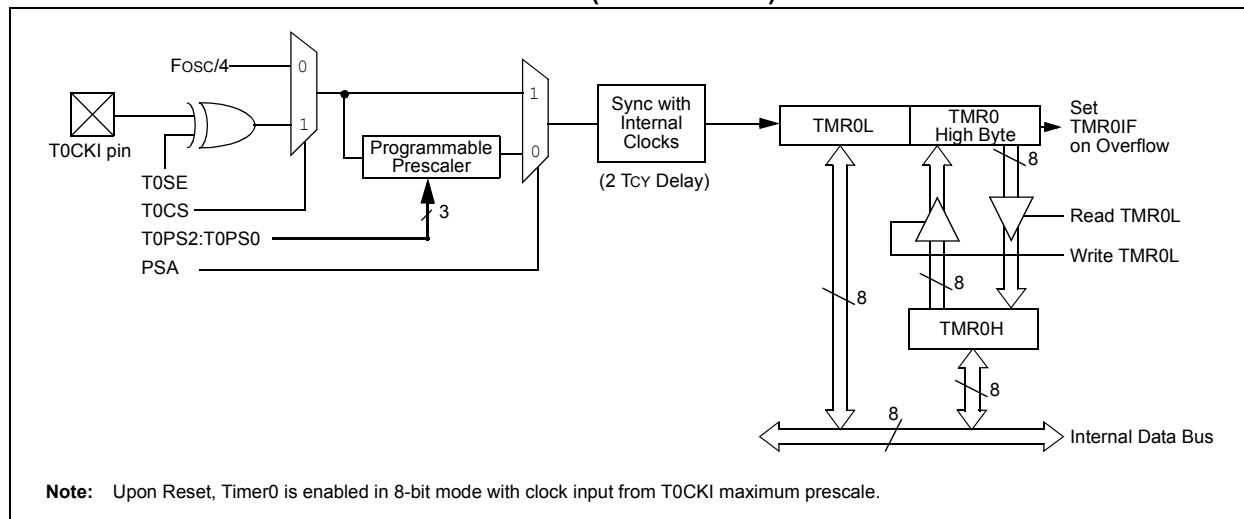 FOSC/4
0
1
T0CKI pin
T0SE
T0CS
T0PS2:T0PS0
PSA
Programmable
Prescaler
3
1
0
Sync with
Internal
Clocks
(2 TCY Delay)
TMR0L
TMR0
High Byte
Set
TMR0IF
on Overflow
8
Read TMR0L
Write TMR0L
8
8
TMR0H
8
8
Internal Data Bus
Note: Upon Reset, Timer0 is enabled in 8-bit mode with clock input from T0CKI maximum prescale.